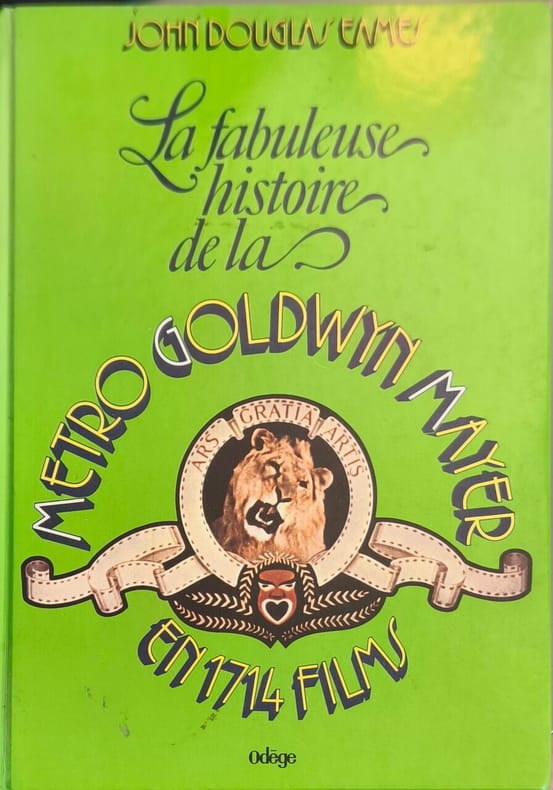 JOHN DOUGLAS EAMES
La fabuleuse
histoire
de la
METRO GOLDWYN MAYER
ARS GRATIA ARTIS
EN 1714 FILMS
Odège